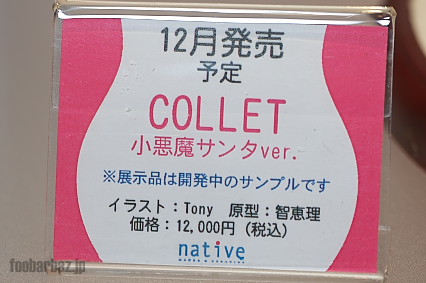 12月発売
予定
COLLET
小悪魔サンタver.
※展示品は開発中のサンプルです
イラスト：Tony 原型：智恵理
価格：12,000円（税込）
native
foobarbaz.jp